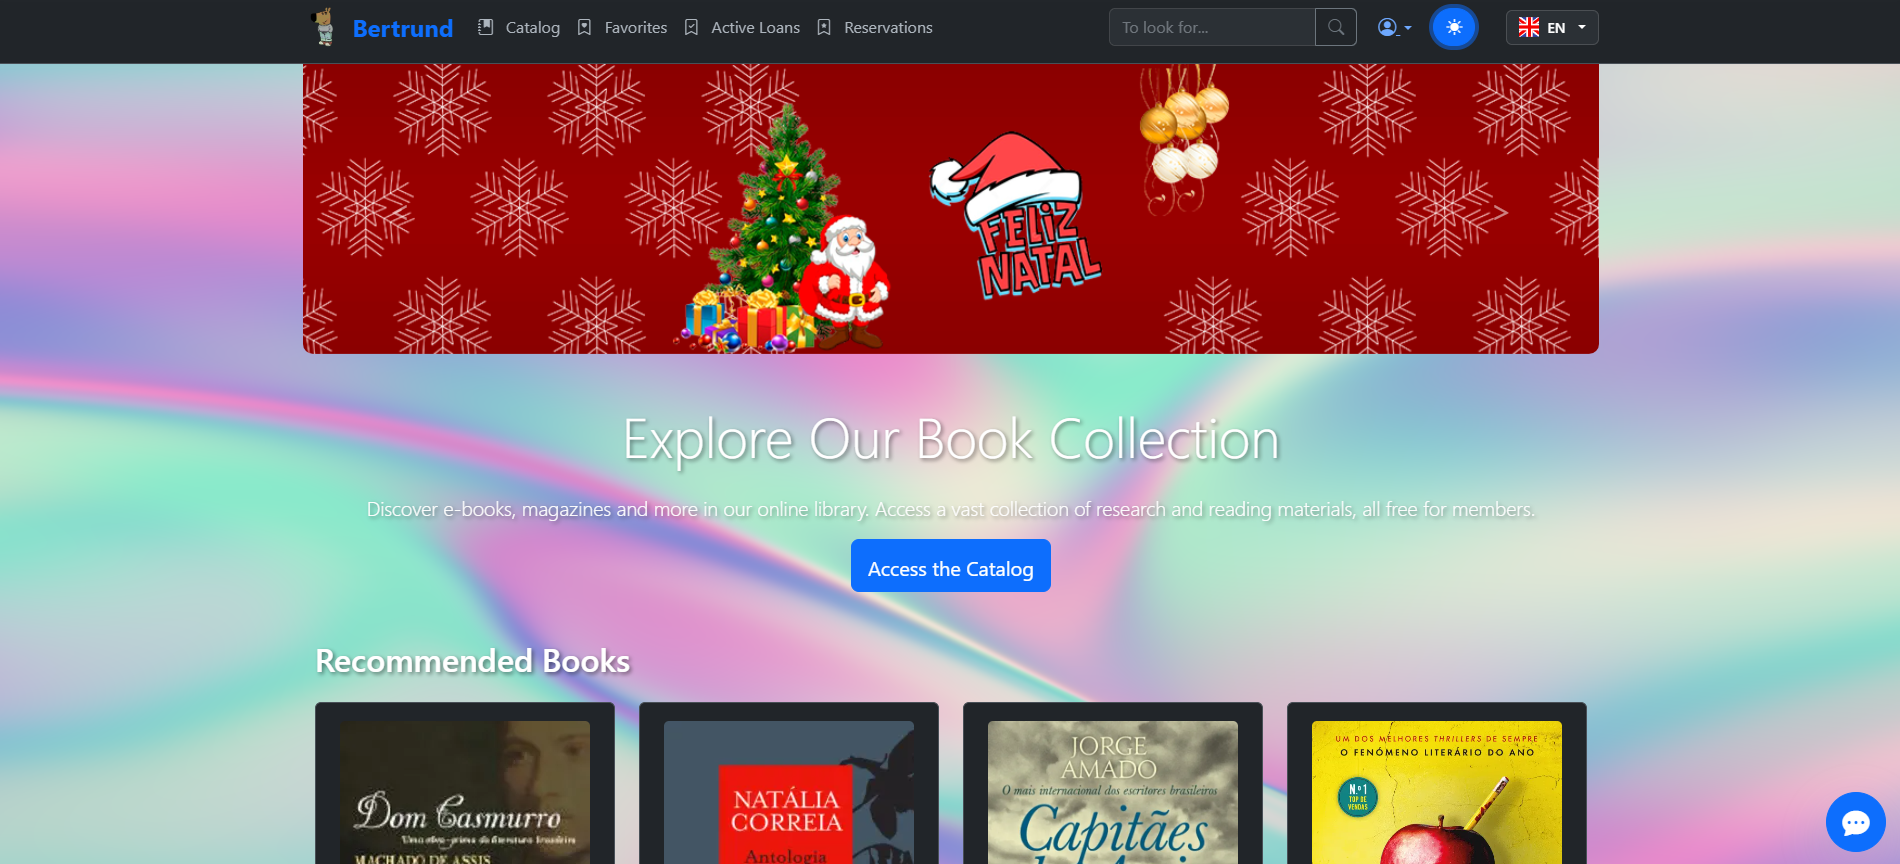 Bertrund
Catalog
Favorites
Active Loans
Reservations
To look for...
EN
FELIZ
NATAL
Explore Our Book Collection
Discover e-books, magazines and more in our online library. Access a vast collection of research and reading materials, all free for members.
Access the Catalog
Recommended Books
Dom Casmurro
Uma obra-prima da literatura brasileira
MACHADO DE ASSIS
NATÁLIA
CORREIA
Antologia
JORGE
AMADO
O mais internacional dos escritores brasileiros
Capitães
UM DOS MELHORES THRILLERS DE SEMPRE
O FENÓMENO LITERÁRIO DO ANO
N.º 1
TOP DE
VENDAS